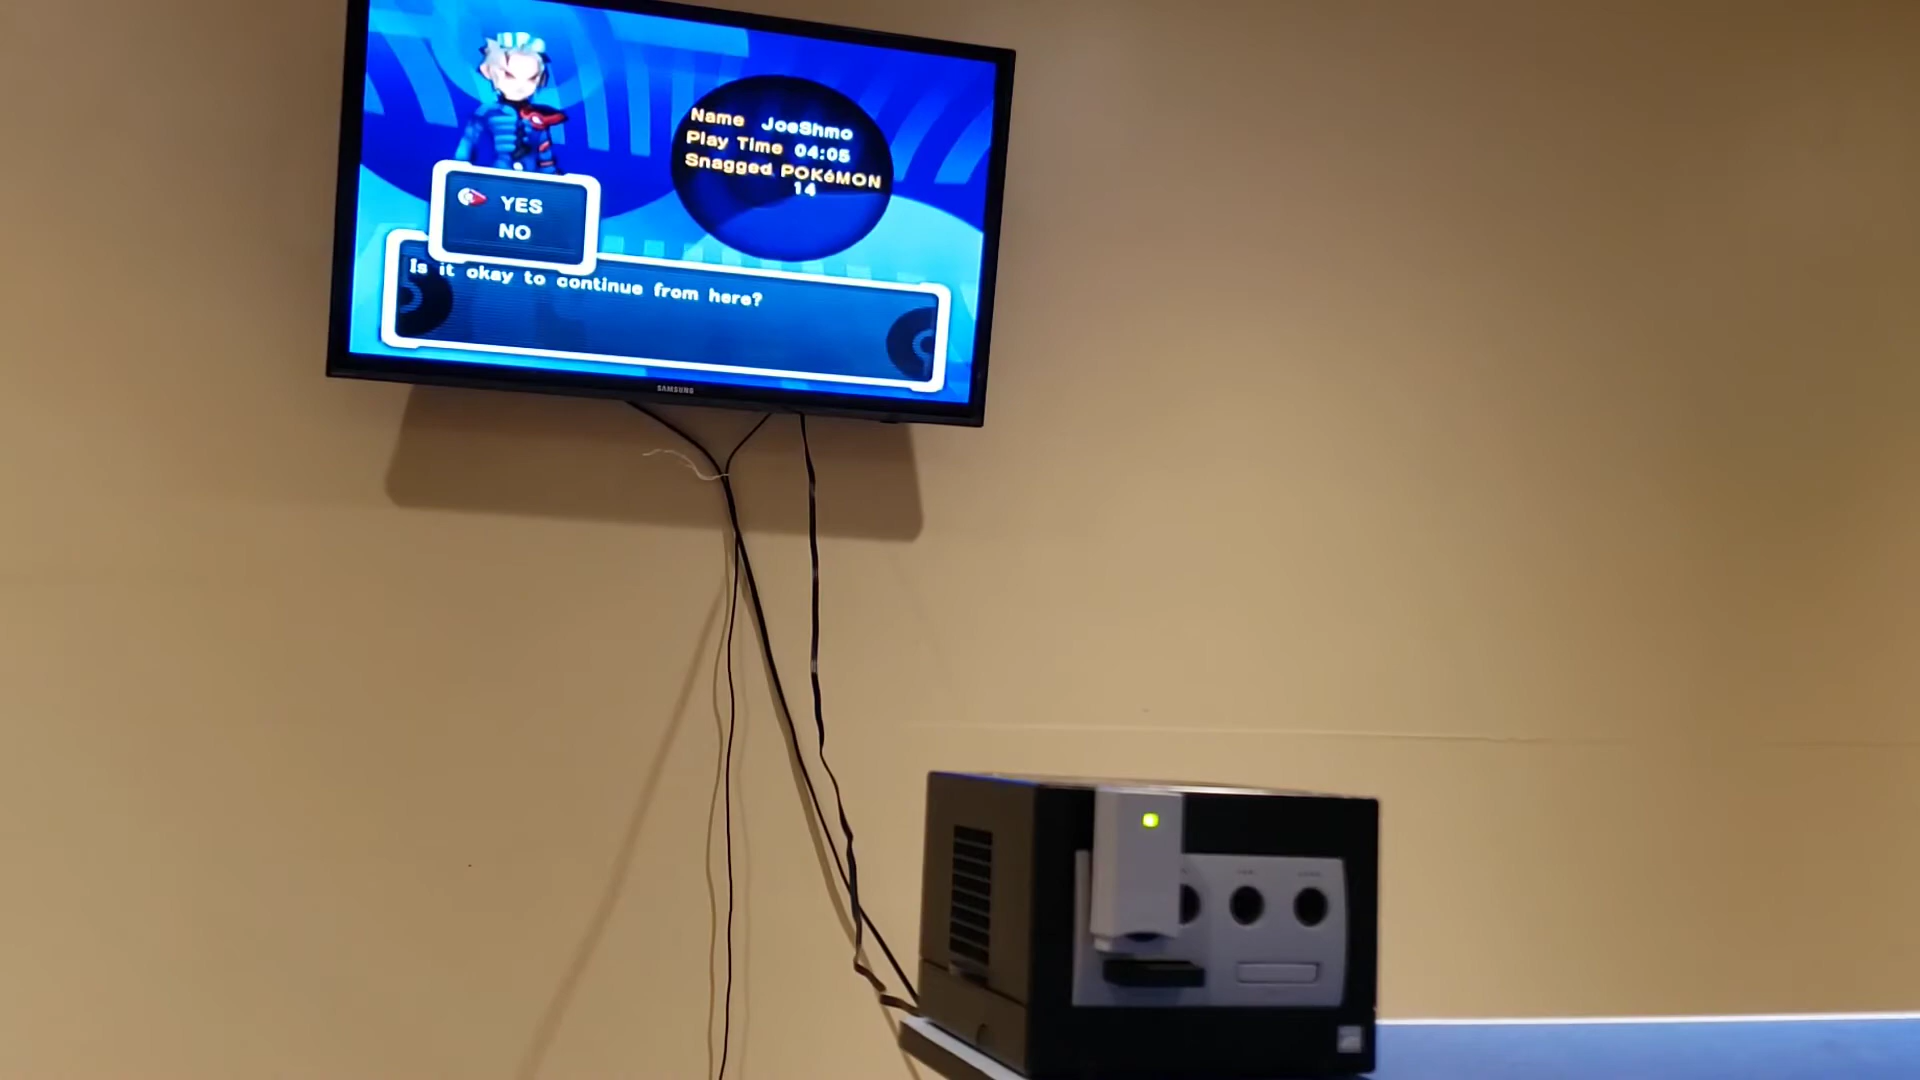 Name JoeShmo
Play Time 04:05
Snagged POKéMON
14
YES
NO
Is it okay to continue from here?
SAMSUNG